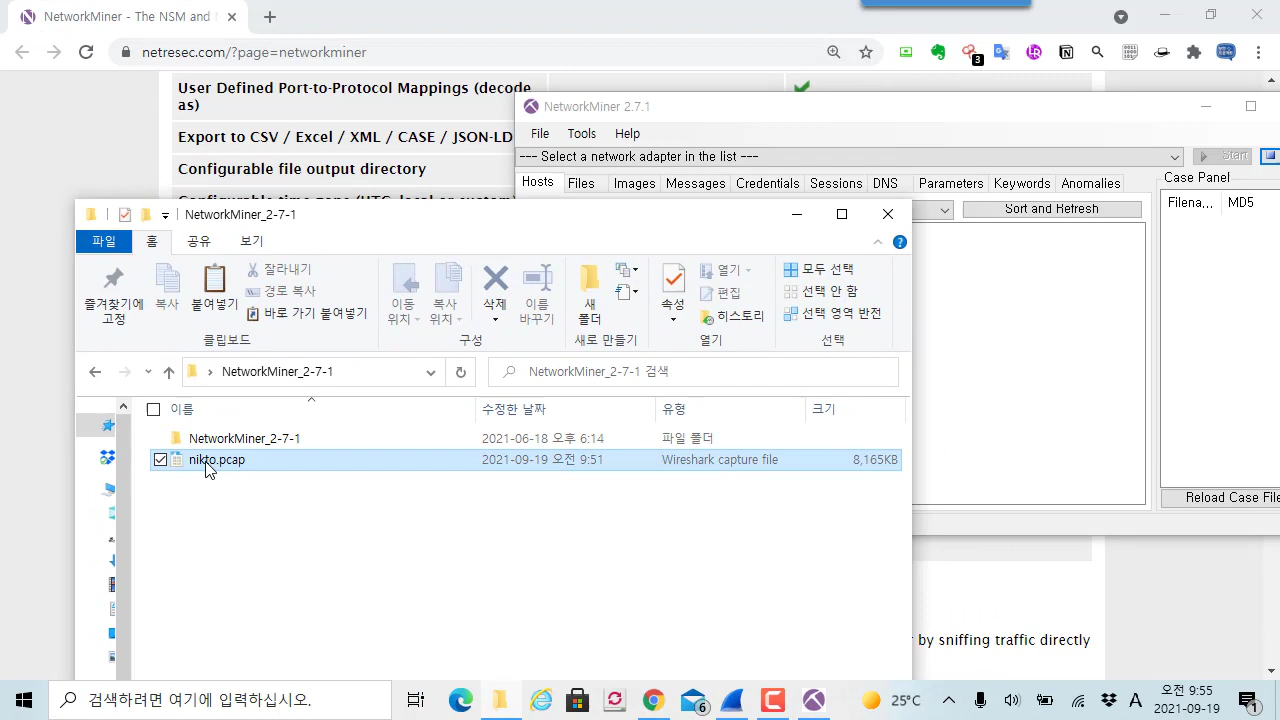 NetworkMiner - The NSM and
netresec.com/?page=networkminer
3
User Defined Port-to-Protocol Mappings (decode
as)
Export to CSV / Excel / XML / CASE / JSON-LD
Configurable file output directory
NetworkMiner 2.7.1
File Tools Help
--- Select a network adapter in the list ---
Start
Hosts Files Images Messages Credentials Sessions DNS Parameters Keywords Anomalies
Sort and Refresh
Case Panel
Filena... MD5
Reload Case File
NetworkMiner_2-7-1
파일 홈 공유 보기
즐겨찾기에
고정
복사
붙여넣기
잘라내기
경로 복사
바로 가기 붙여넣기
클립보드
이동
위치
복사
위치
삭제
이름
바꾸기
구성
새
폴더
새로 만들기
속성
열기
편집
히스토리
열기
모두 선택
선택 안 함
선택 영역 반전
선택
NetworkMiner_2-7-1
NetworkMiner_2-7-1 검색
이름 수정한 날짜 유형 크기
NetworkMiner_2-7-1 2021-06-18 오후 6:14 파일 폴더
nikto.pcap 2021-09-19 오전 9:51 Wireshark capture file 8,165KB
by sniffing traffic directly
검색하려면 여기에 입력하십시오.
6
25°C
A
오전 9:55
2021-09-19
1